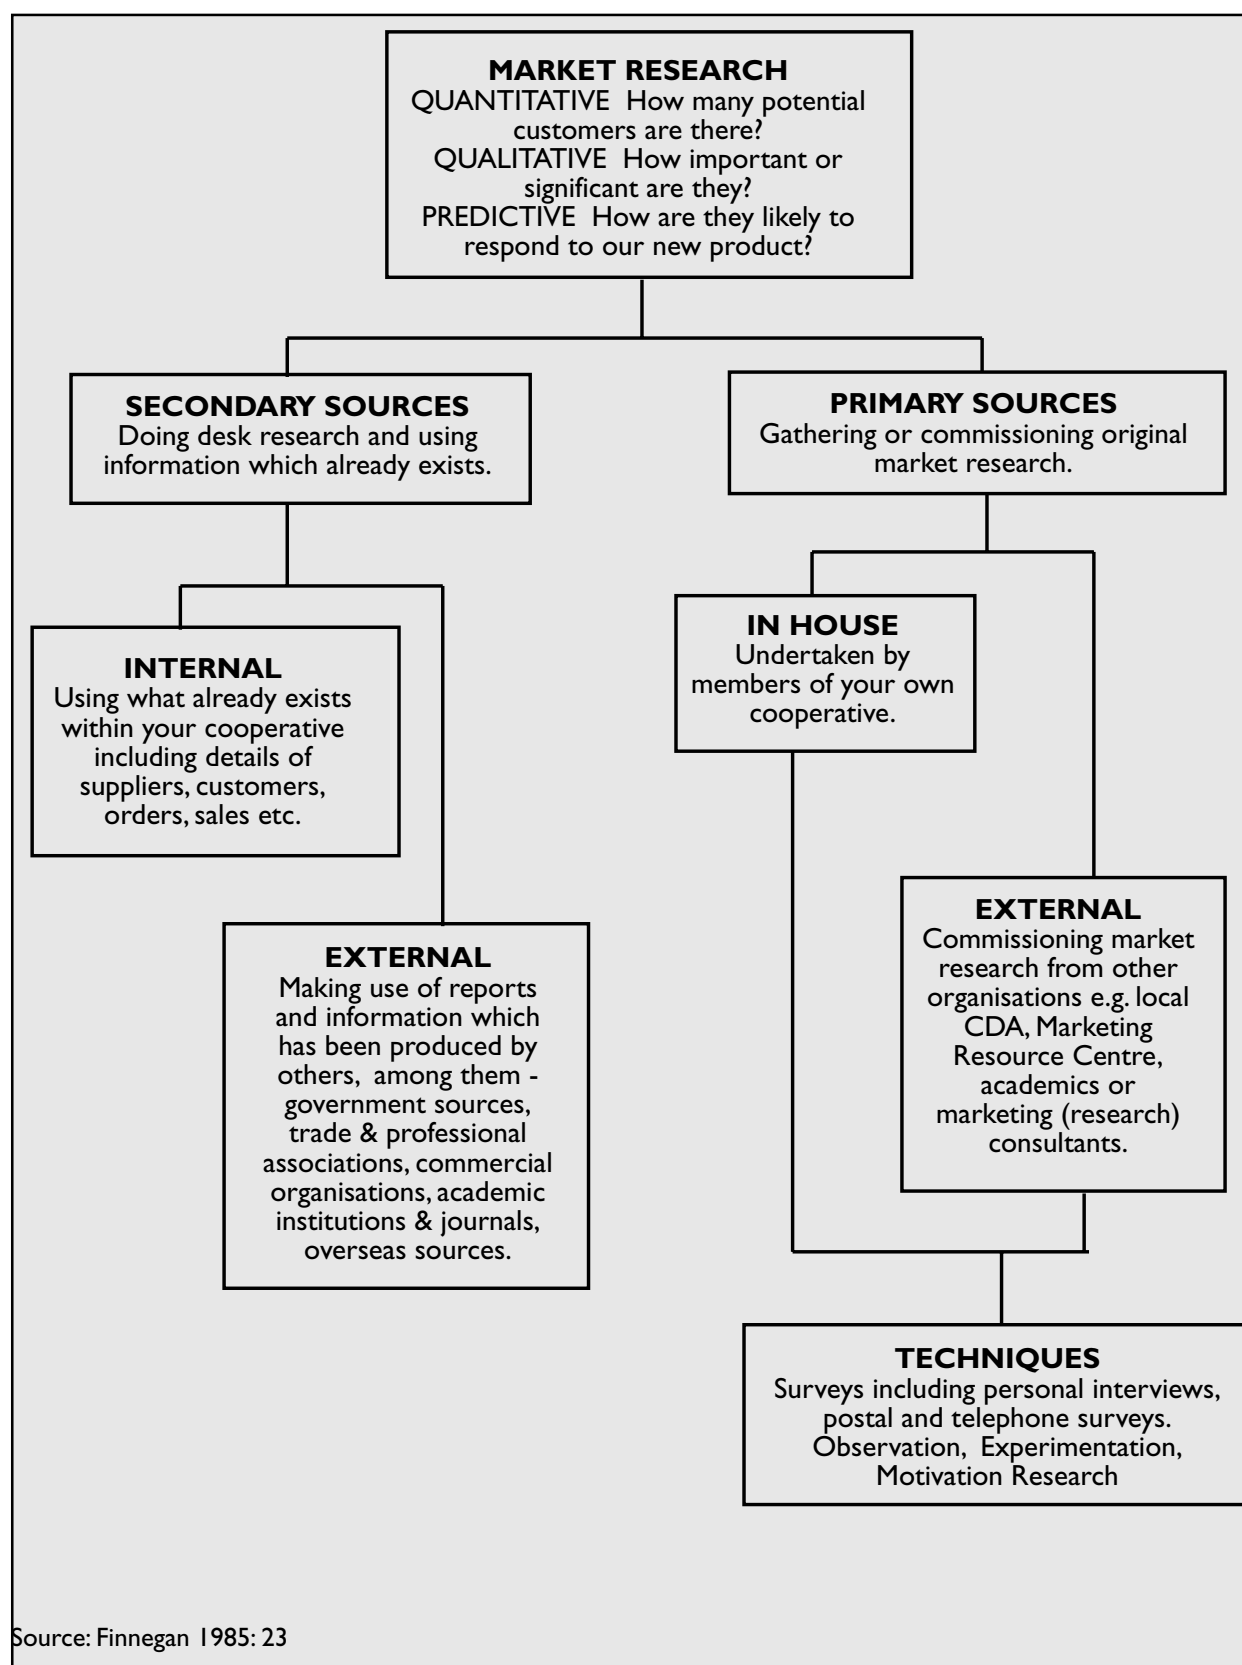 MARKET RESEARCH
QUANTITATIVE How many potential
customers are there?
QUALITATIVE How important or
significant are they?
PREDICTIVE How are they likely to
respond to our new product?
SECONDARY SOURCES
Doing desk research and using
information which already exists.
PRIMARY SOURCES
Gathering or commissioning original
market research.
INTERNAL
Using what already exists
within your cooperative
including details of
suppliers, customers,
orders, sales etc.
EXTERNAL
Making use of reports
and information which
has been produced by
others, among them -
government sources,
trade & professional
associations, commercial
organisations, academic
institutions & journals,
overseas sources.
IN HOUSE
Undertaken by
members of your own
cooperative.
EXTERNAL
Commissioning market
research from other
organisations e.g. local
CDA, Marketing
Resource Centre,
academics or
marketing (research)
consultants.
TECHNIQUES
Surveys including personal interviews,
postal and telephone surveys.
Observation, Experimentation,
Motivation Research
Source: Finnegan 1985: 23